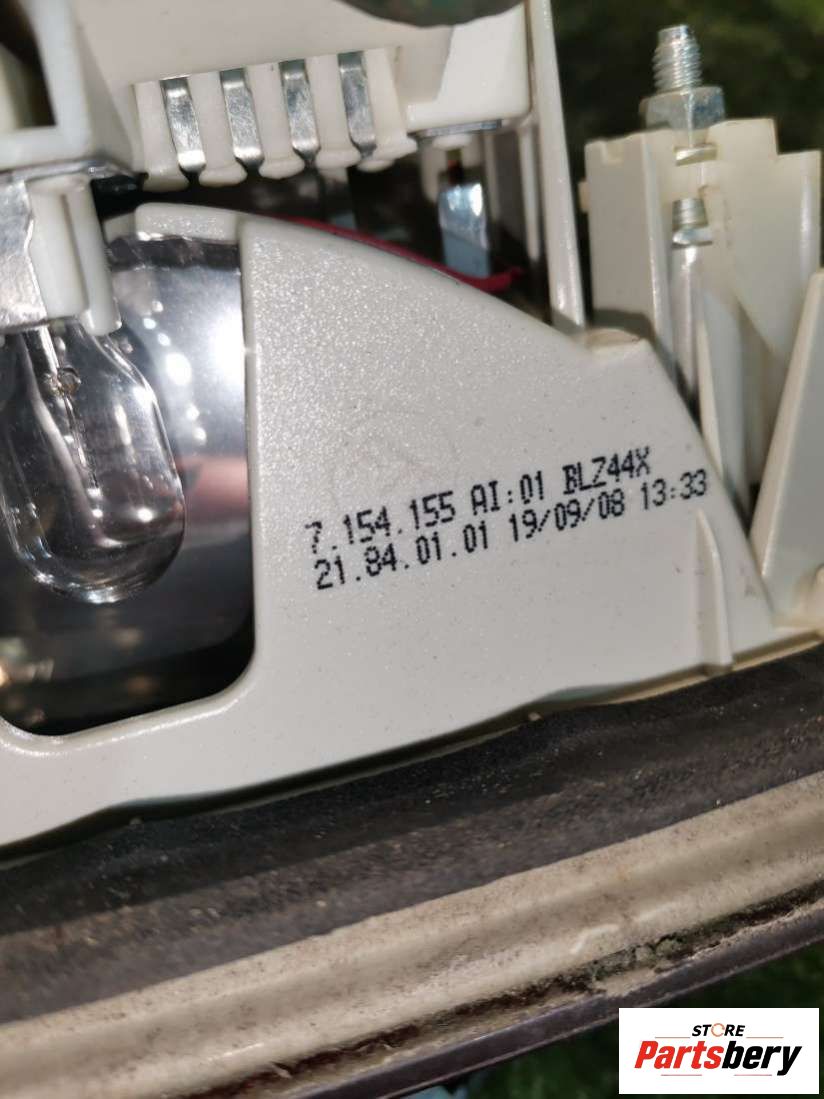 7.154.155 AI:01 BLZ44X
21.84.01.01 19/09/08 13:33
STORE
Partsbery